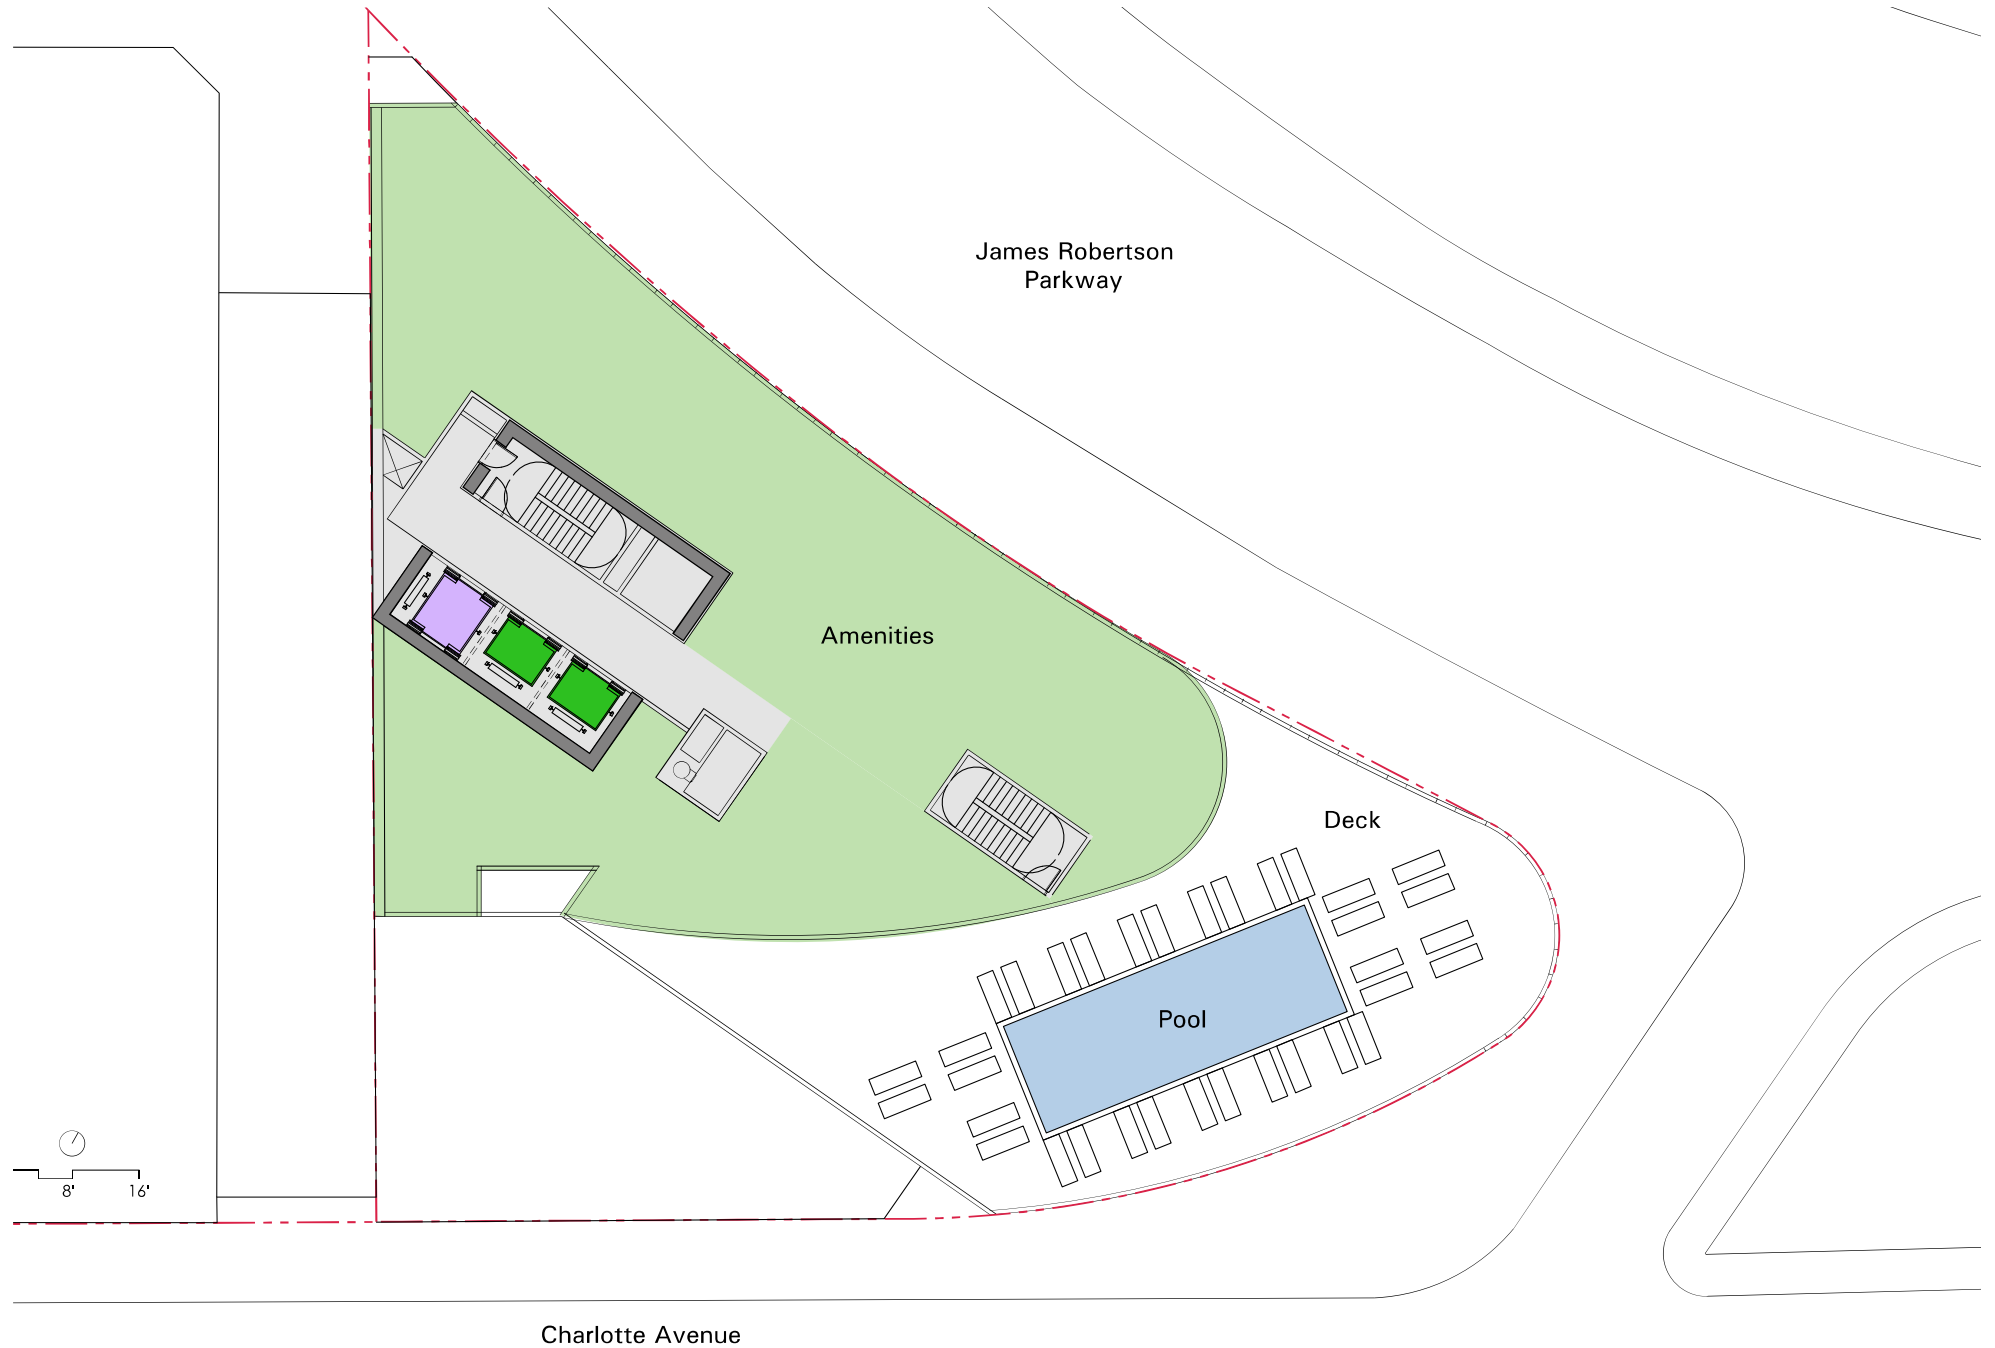 James Robertson
Parkway
Amenities
Deck
Pool
8' 16'
Charlotte Avenue